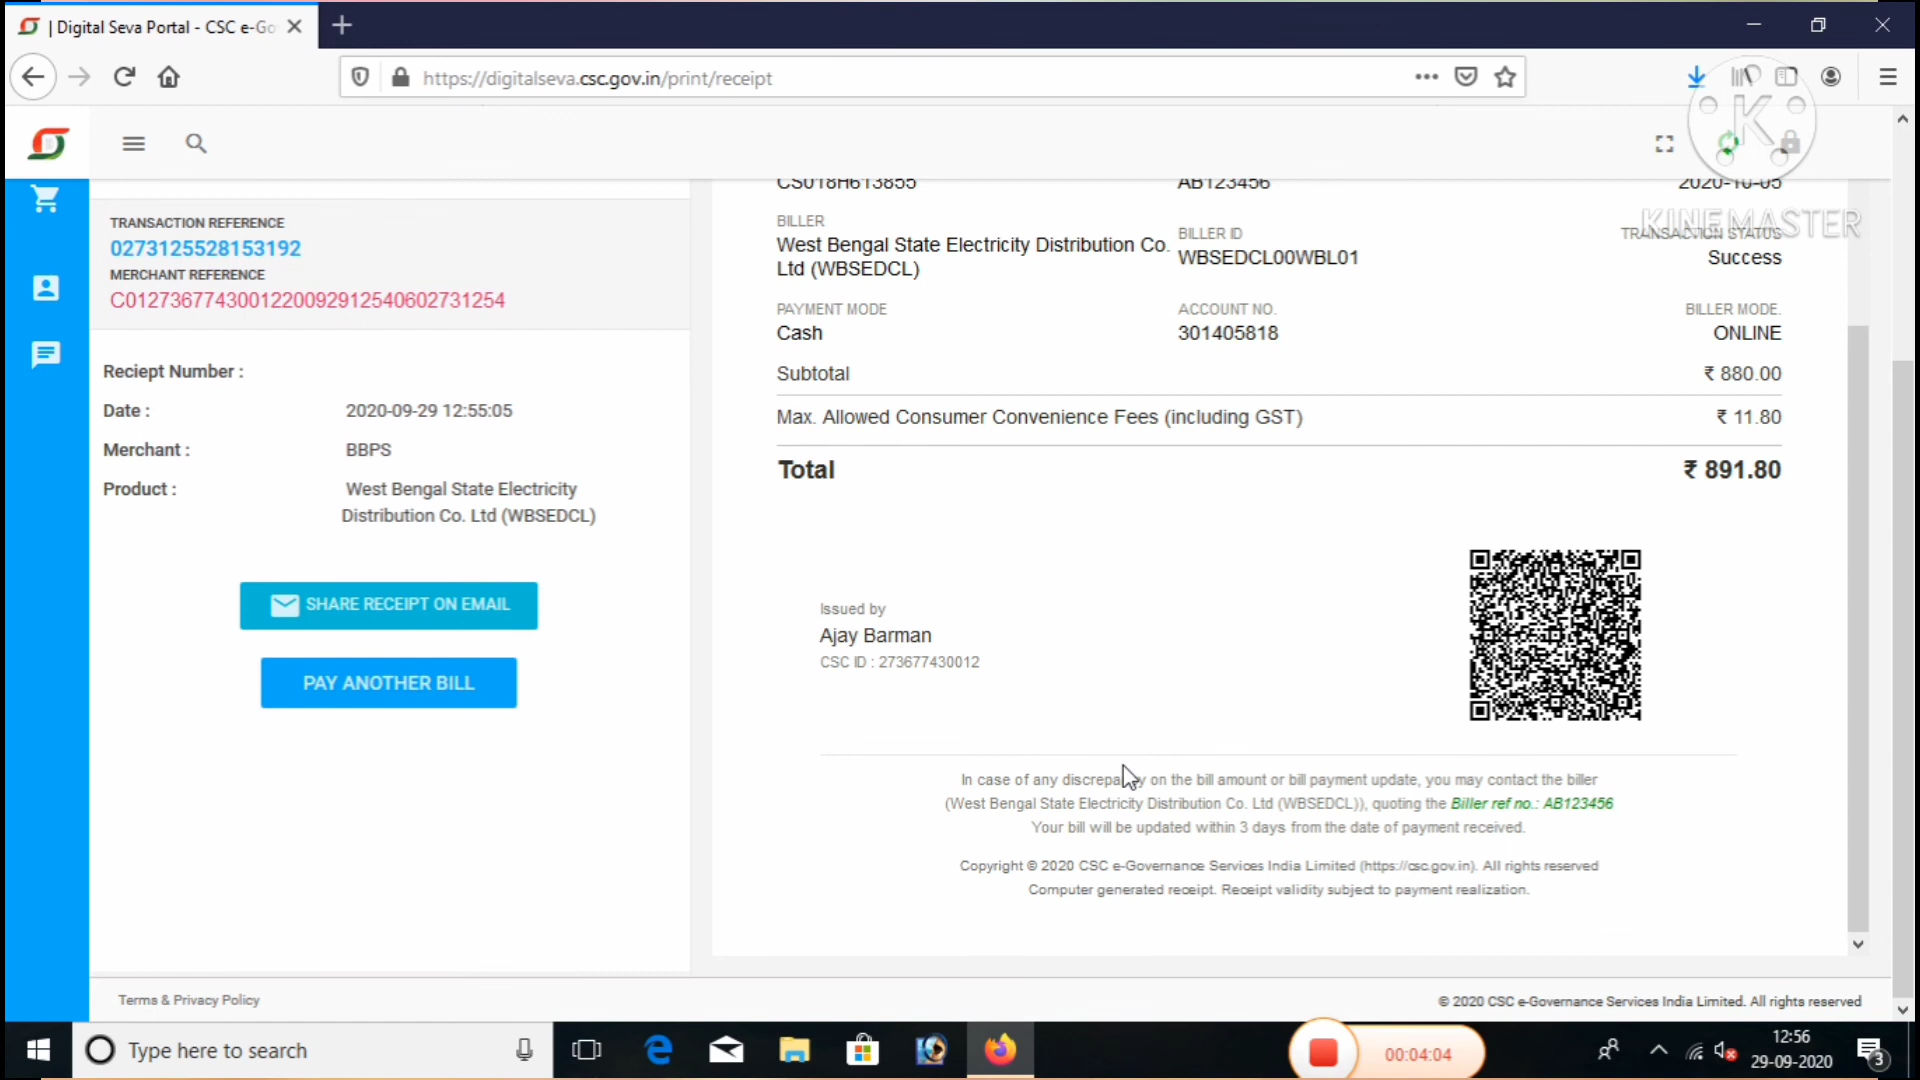 | Digital Seva Portal - CSC e-Go
https://digitalseva.csc.gov.in/print/receipt
K
KINEMASTER
TRANSACTION REFERENCE
0273125528153192
MERCHANT REFERENCE
C0127367743001220092912540602731254
Reciept Number :
Date : 2020-09-29 12:55:05
Merchant : BBPS
Product : West Bengal State Electricity
Distribution Co. Ltd (WBSEDCL)
SHARE RECEIPT ON EMAIL
PAY ANOTHER BILL
CS018H613855 AB123456 2020-10-05
BILLER
West Bengal State Electricity Distribution Co.
Ltd (WBSEDCL)
BILLER ID
WBSEDCL00WBL01
TRANSACTION STATUS
Success
PAYMENT MODE
Cash
ACCOUNT NO.
301405818
BILLER MODE.
ONLINE
Subtotal ₹ 880.00
Max. Allowed Consumer Convenience Fees (including GST) ₹ 11.80
Total ₹ 891.80
Issued by
Ajay Barman
CSC ID : 273677430012
In case of any discrepancy on the bill amount or bill payment update, you may contact the biller
(West Bengal State Electricity Distribution Co. Ltd (WBSEDCL)), quoting the Biller ref no.: AB123456
Your bill will be updated within 3 days from the date of payment received.
Copyright © 2020 CSC e-Governance Services India Limited (https://csc.gov.in). All rights reserved
Computer generated receipt. Receipt validity subject to payment realization.
Terms & Privacy Policy
© 2020 CSC e-Governance Services India Limited. All rights reserved
Type here to search
00:04:04
12:56
29-09-2020
3